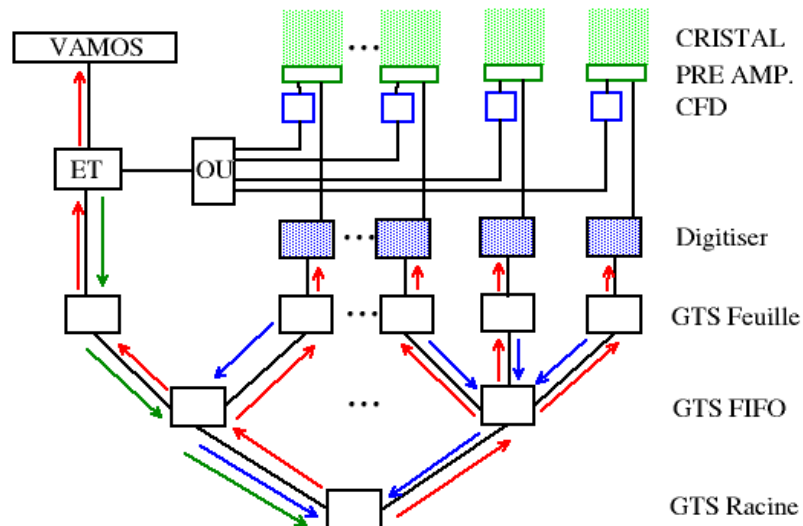 VAMOS
...
CRISTAL
PRE AMP.
CFD
ET
OU
...
Digitiser
...
GTS Feuille
...
GTS FIFO
GTS Racine